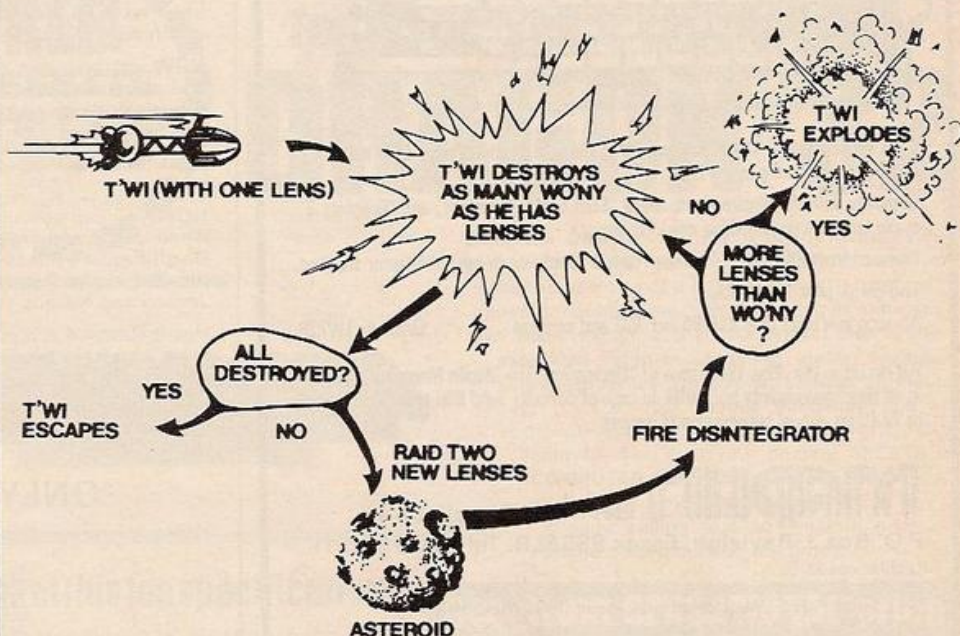 T'WI (WITH ONE LENS)
T'WI DESTROYS
AS MANY WO'NY
AS HE HAS
LENSES
T'WI
EXPLODES
NO
YES
MORE
LENSES
THAN
WO'NY
?
ALL
DESTROYED?
YES
T'WI
ESCAPES
NO
RAID TWO
NEW LENSES
FIRE DISINTEGRATOR
ASTEROID